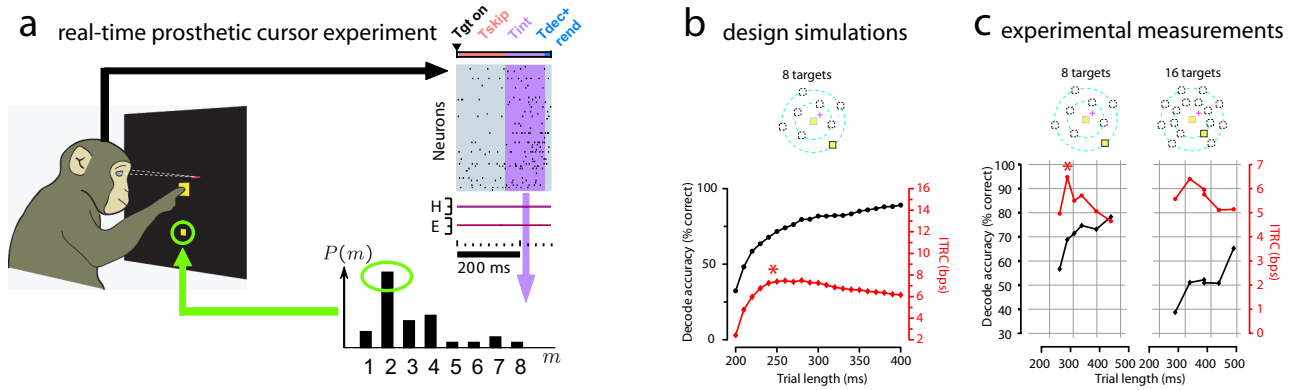 a real-time prosthetic cursor experiment
Tgt on
Tskip
Tint
Tdec+
rend
Neurons
H
E
200 ms
P(m)
1 2 3 4 5 6 7 8 m
b design simulations
8 targets
Decode accuracy (% correct)
100
50
0
ITRC (bps)
16
14
12
10
8
6
4
2
*
200 250 300 350 400
Trial length (ms)
c experimental measurements
8 targets 16 targets
Decode accuracy (% correct)
100
90
80
70
60
50
40
30
*
ITRC (bps)
7
6
5
4
3
2
1
0
200 300 400 500 200 300 400 500
Trial length (ms)